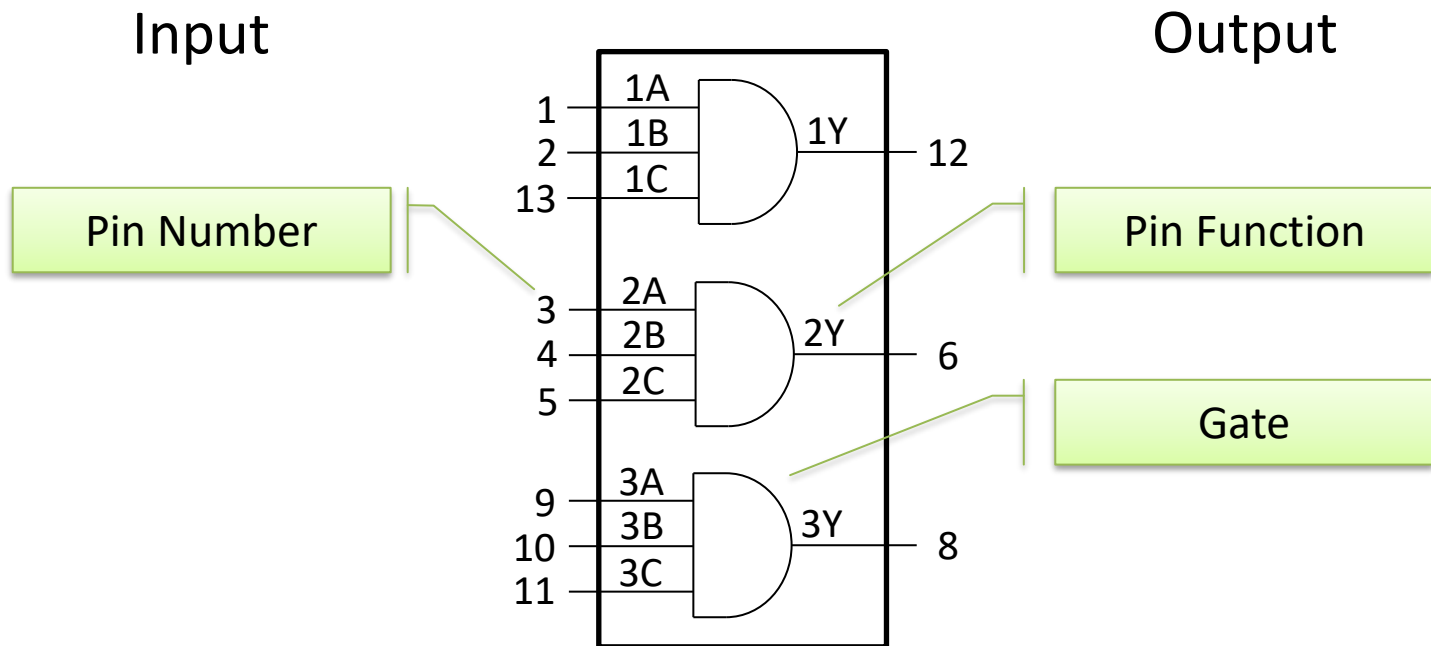 Input
Output
1
1A
1Y
12
2
1B
13
1C
Pin Number
Pin Function
3
2A
2Y
6
4
2B
5
2C
Gate
9
3A
3Y
8
10
3B
11
3C